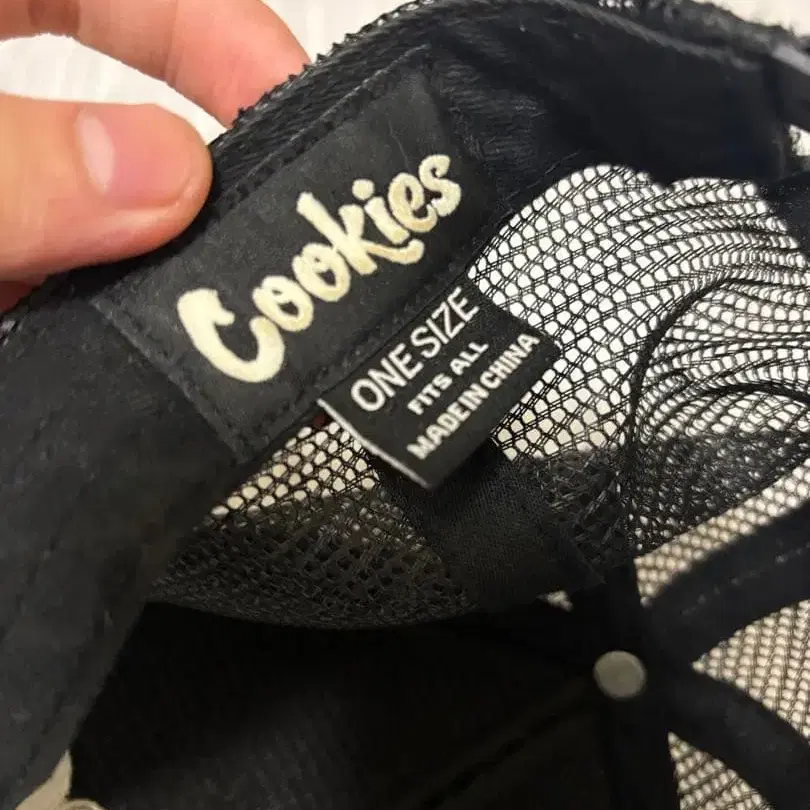 Cookies
ONE SIZE
FITS ALL
MADE IN CHINA